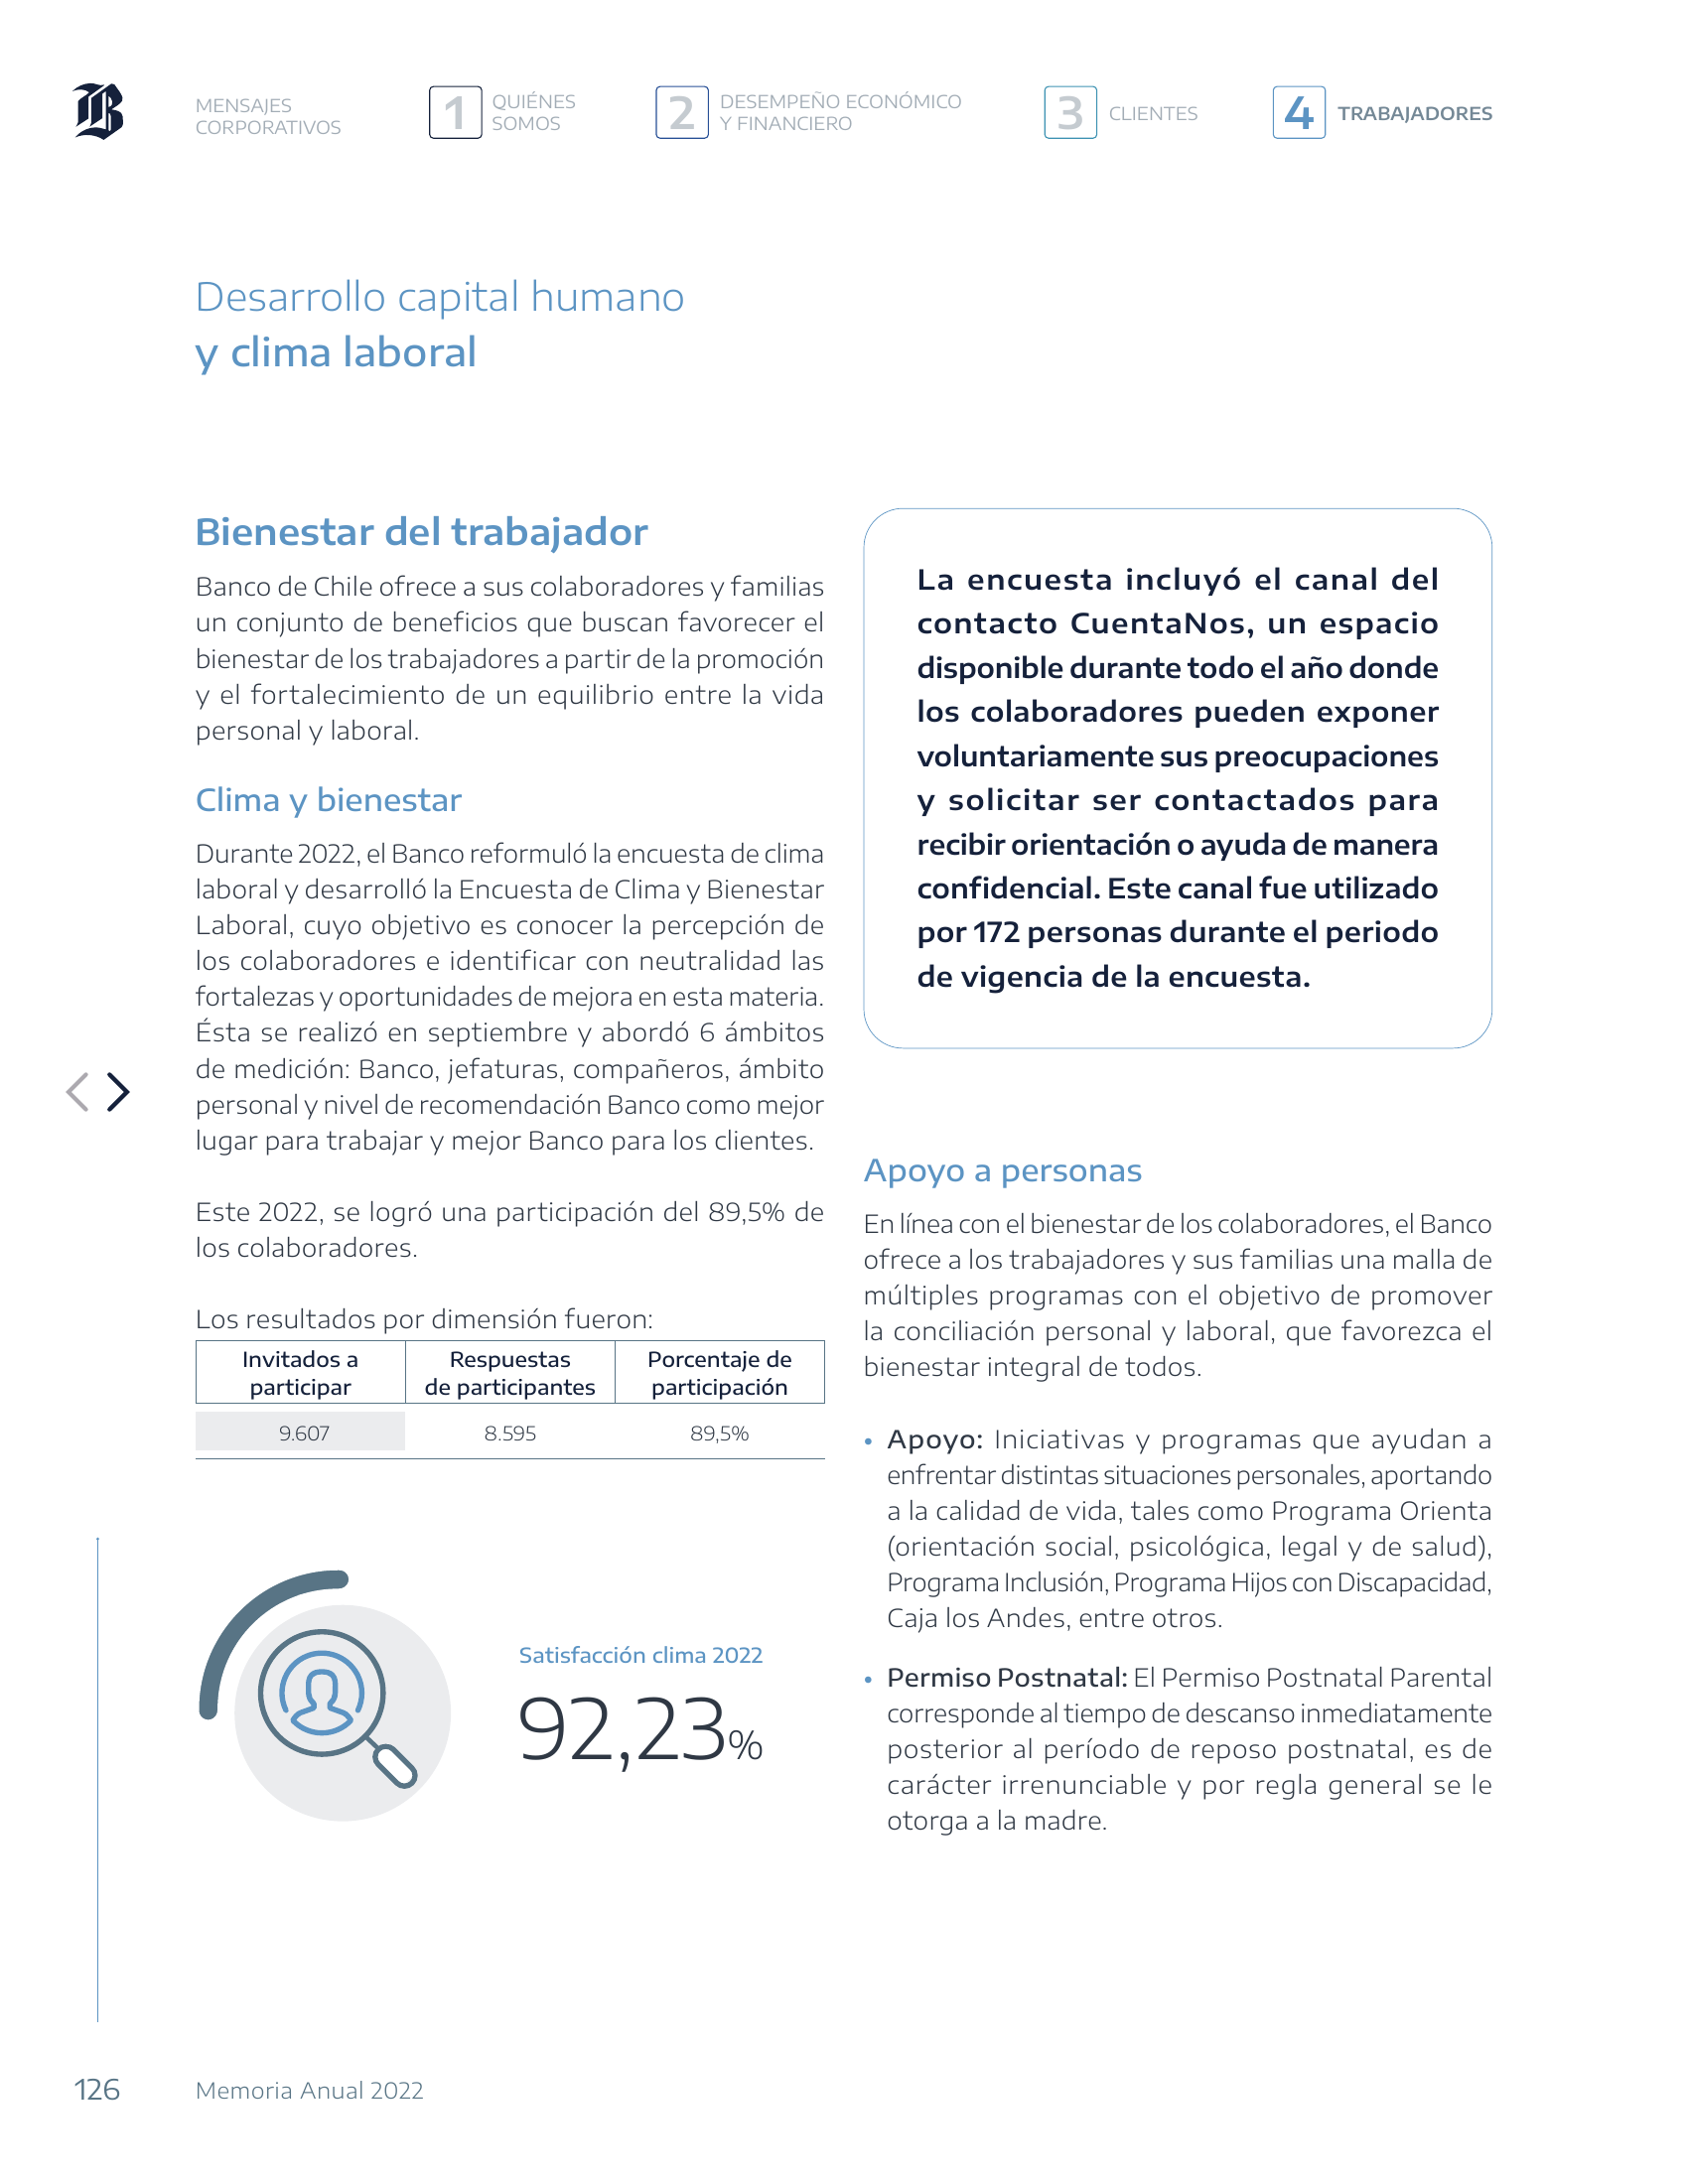 MENSAJES
CORPORATIVOS
1
QUIÉNES
SOMOS
2
DESEMPEÑO ECONÓMICO
Y FINANCIERO
3
CLIENTES
4
TRABAJADORES
Desarrollo capital humano
y clima laboral
Bienestar del trabajador
Banco de Chile ofrece a sus colaboradores y familias
un conjunto de beneficios que buscan favorecer el
bienestar de los trabajadores a partir de la promoción
y el fortalecimiento de un equilibrio entre la vida
personal y laboral.
Clima y bienestar
Durante 2022, el Banco reformuló la encuesta de clima
laboral y desarrolló la Encuesta de Clima y Bienestar
Laboral, cuyo objetivo es conocer la percepción de
los colaboradores e identificar con neutralidad las
fortalezas y oportunidades de mejora en esta materia.
Ésta se realizó en septiembre y abordó 6 ámbitos
de medición: Banco, jefaturas, compañeros, ámbito
personal y nivel de recomendación Banco como mejor
lugar para trabajar y mejor Banco para los clientes.
Este 2022, se logró una participación del 89,5% de
los colaboradores.
Los resultados por dimensión fueron:
Invitados a
participar
Respuestas
de participantes
Porcentaje de
participación
9.607
8.595
89,5%
Satisfacción clima 2022
92,23%
La encuesta incluyó el canal del
contacto CuentaNos, un espacio
disponible durante todo el año donde
los colaboradores pueden exponer
voluntariamente sus preocupaciones
y solicitar ser contactados para
recibir orientación o ayuda de manera
confidencial. Este canal fue utilizado
por 172 personas durante el periodo
de vigencia de la encuesta.
Apoyo a personas
En línea con el bienestar de los colaboradores, el Banco
ofrece a los trabajadores y sus familias una malla de
múltiples programas con el objetivo de promover
la conciliación personal y laboral, que favorezca el
bienestar integral de todos.
• Apoyo: Iniciativas y programas que ayudan a
enfrentar distintas situaciones personales, aportando
a la calidad de vida, tales como Programa Orienta
(orientación social, psicológica, legal y de salud),
Programa Inclusión, Programa Hijos con Discapacidad,
Caja los Andes, entre otros.
• Permiso Postnatal: El Permiso Postnatal Parental
corresponde al tiempo de descanso inmediatamente
posterior al período de reposo postnatal, es de
carácter irrenunciable y por regla general se le
otorga a la madre.
126
Memoria Anual 2022